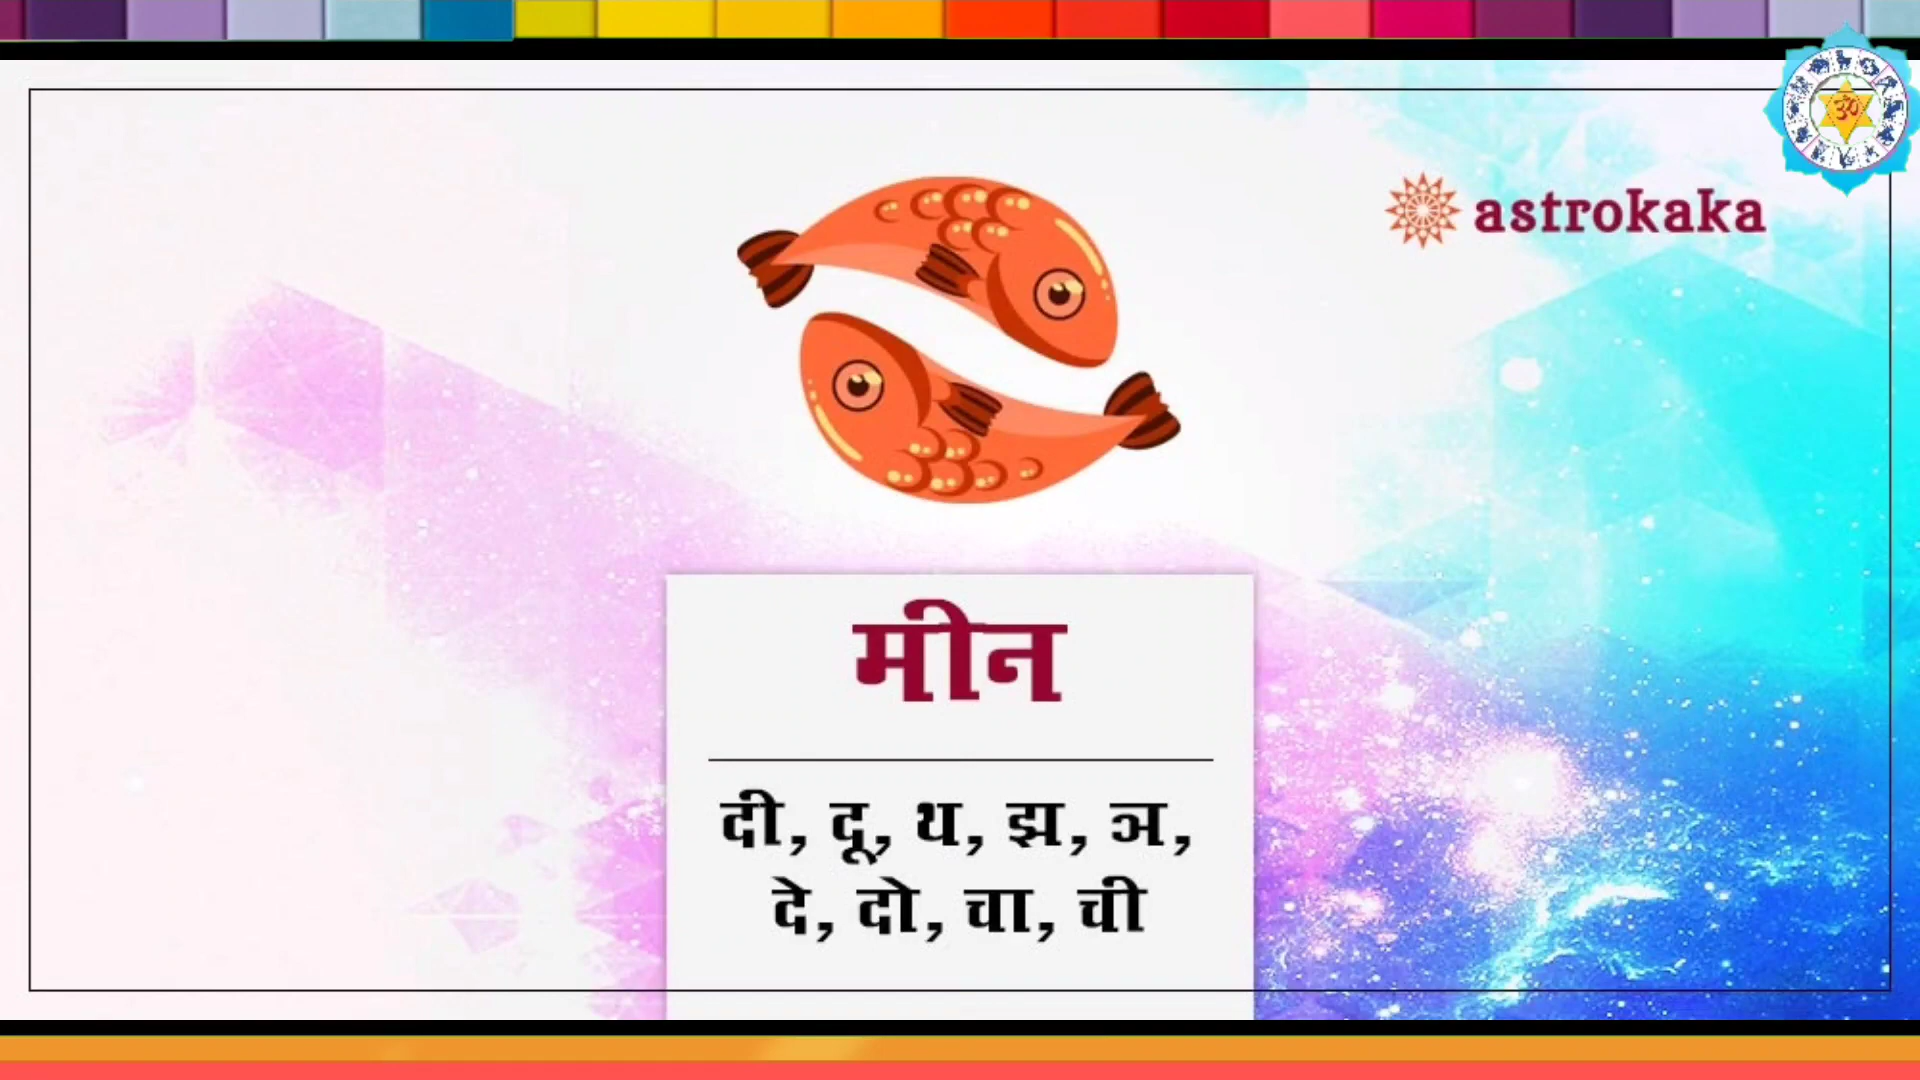 ॐ
astrokaka
मीन
दी, दू, थ, झ, ञ,
दे, दो, चा, ची